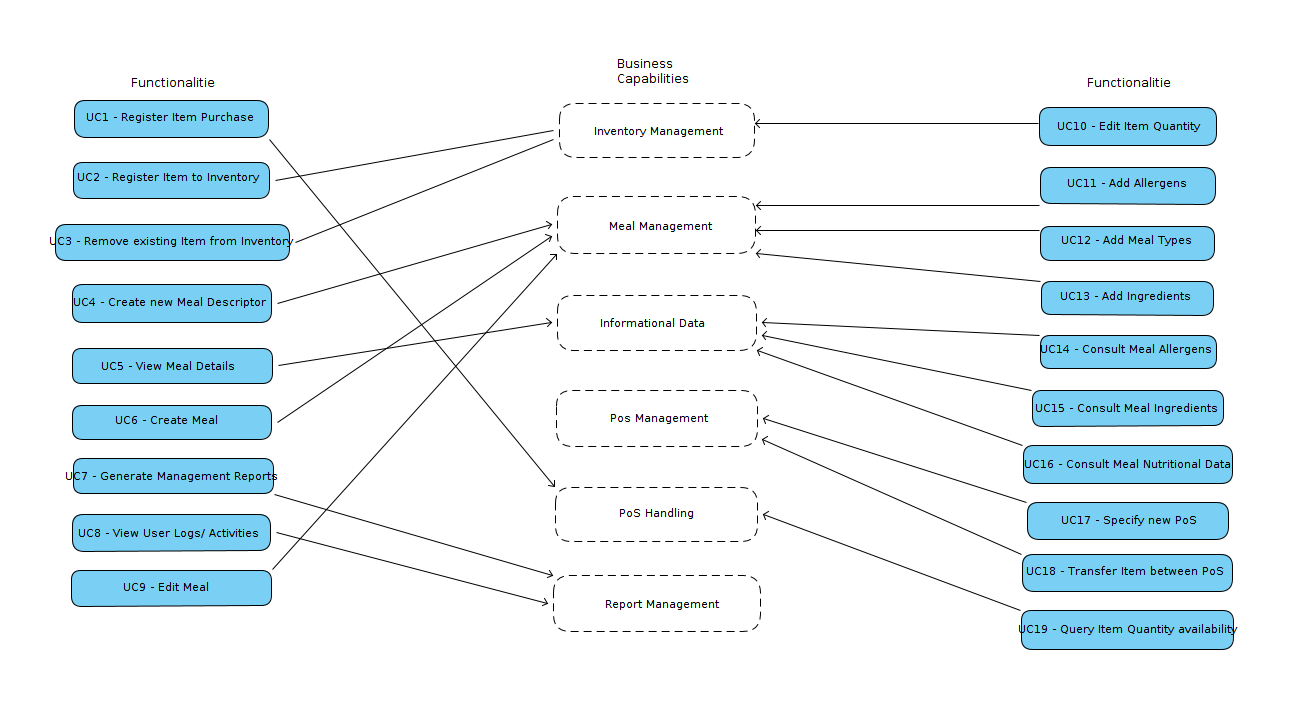 Functionalitie
UC1 - Register Item Purchase
UC2 - Register Item to Inventory
UC3 - Remove existing Item from Inventory
UC4 - Create new Meal Descriptor
UC5 - View Meal Details
UC6 - Create Meal
UC7 - Generate Management Reports
UC8 - View User Logs/ Activities
UC9 - Edit Meal
Business
Capabilities
Inventory Management
Meal Management
Informational Data
Pos Management
PoS Handling
Report Management
Functionalitie
UC10 - Edit Item Quantity
UC11 - Add Allergens
UC12 - Add Meal Types
UC13 - Add Ingredients
UC14 - Consult Meal Allergens
UC15 - Consult Meal Ingredients
UC16 - Consult Meal Nutritional Data
UC17 - Specify new PoS
UC18 - Transfer Item between PoS
UC19 - Query Item Quantity availability